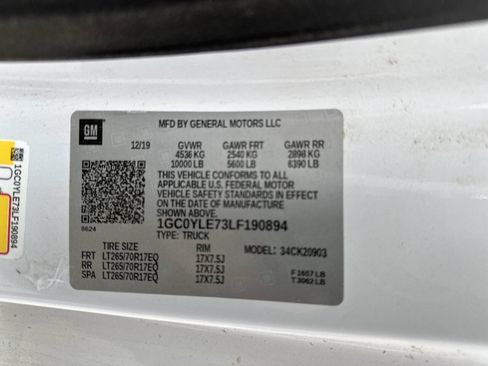 GM
MFD BY GENERAL MOTORS LLC
12/19 GVWR GAWR FRT GAWR RR
4536 KG 2540 KG 2898 KG
10000 LB 5600 LB 6390 LB
THIS VEHICLE CONFORMS TO ALL
APPLICABLE U.S. FEDERAL MOTOR
VEHICLE SAFETY STANDARDS IN EFFECT
ON THE DATE OF MANUFACTURE
SHOWN ABOVE.
1GC0YLE73LF190894
TYPE: TRUCK
8624
TIRE SIZE RIM MODEL: 34CK20903
FRT LT265/70R17EQ 17X7.5J
RR LT265/70R17EQ 17X7.5J
SPA LT265/70R17EQ 17X7.5J
F 1657 LB
T 3062 LB
1GC0YLE73LF190894